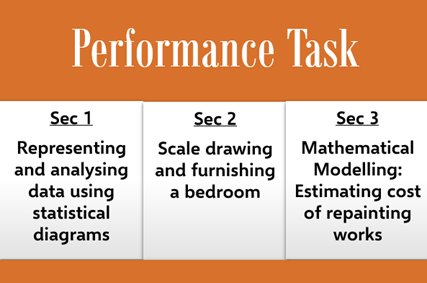 Performance Task
Sec 1
Representing
and analysing
data using
statistical
diagrams
Sec 2
Scale drawing
and furnishing
a bedroom
Sec 3
Mathematical
Modelling:
Estimating cost
of repainting
works